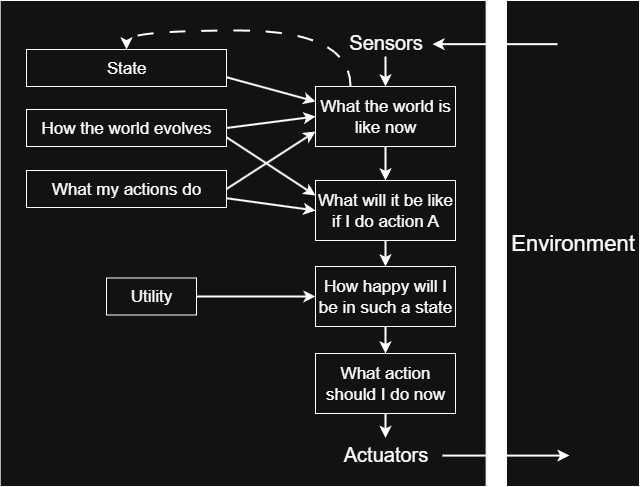 Sensors
State
What the world is
like now
How the world evolves
What my actions do
What will it be like
if I do action A
Environment
Utility
How happy will I
be in such a state
What action
should I do now
Actuators